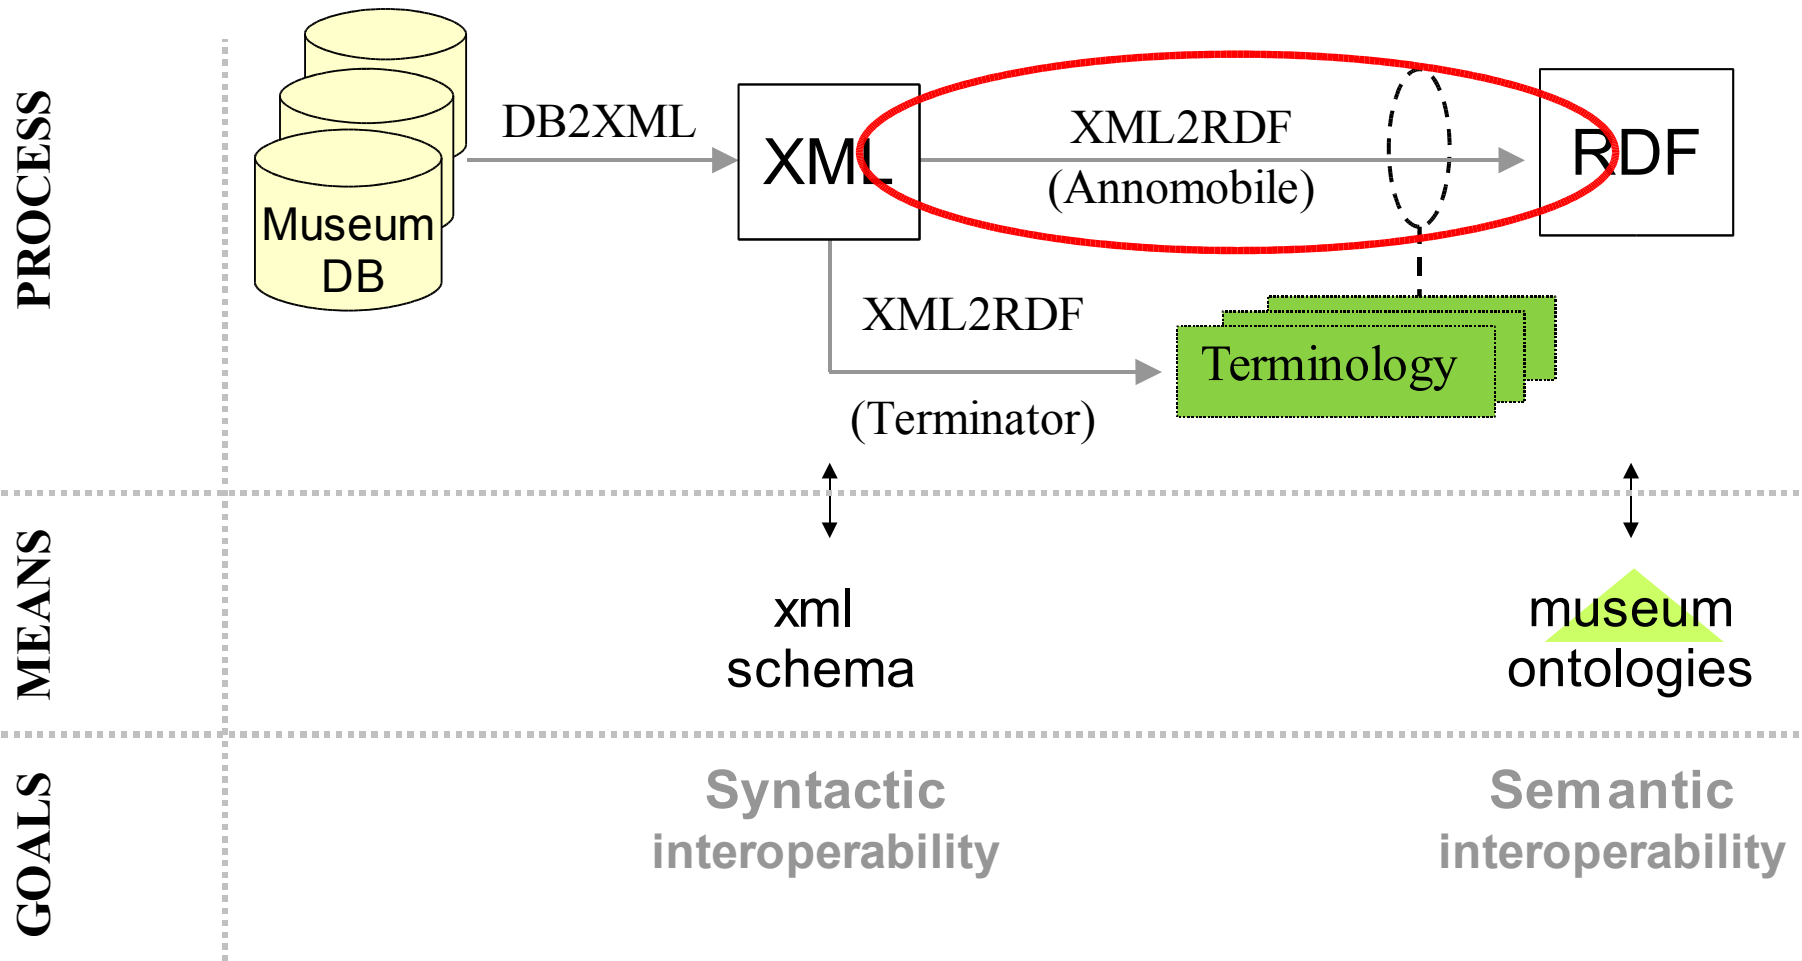 PROCESS
Museum
DB
DB2XML
XML
XML2RDF
(Annomobile)
RDF
XML2RDF
(Terminator)
Terminology
MEANS
xml
schema
museum
ontologies
GOALS
Syntactic
interoperability
Semantic
interoperability